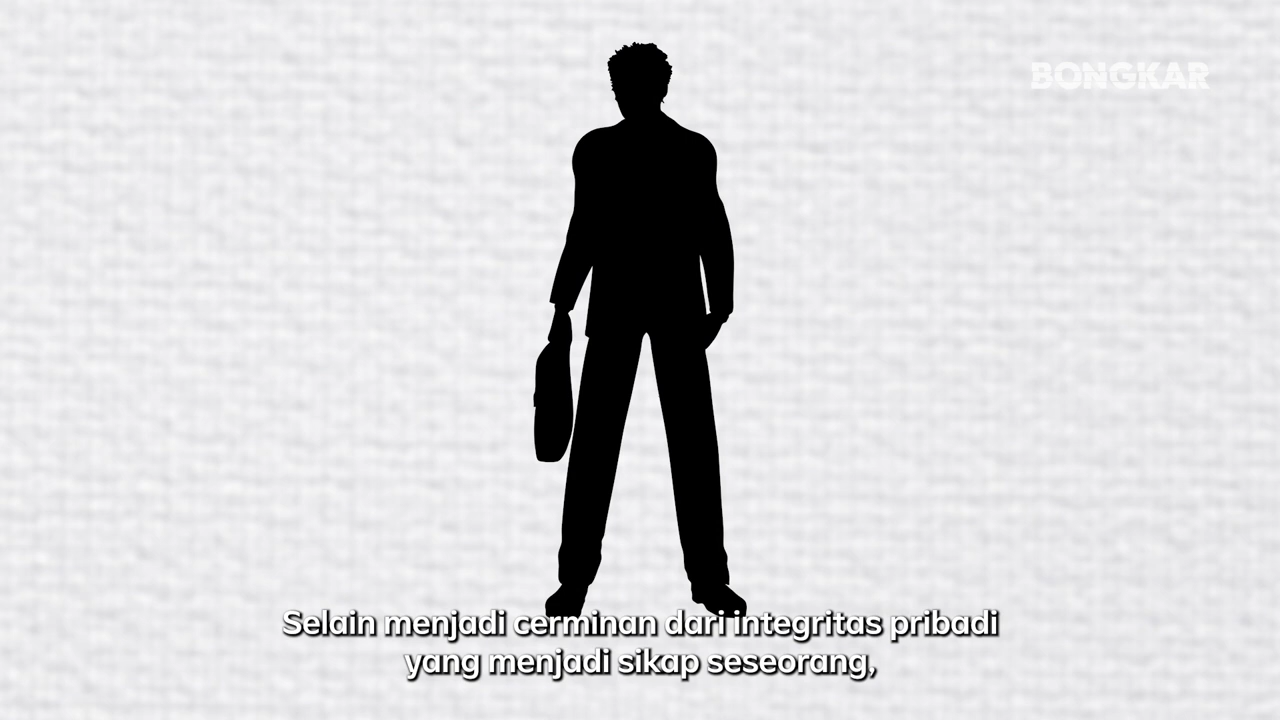 BONGKAR
Selain menjadi cerminan dari integritas pribadi
yang menjadi sikap seseorang,